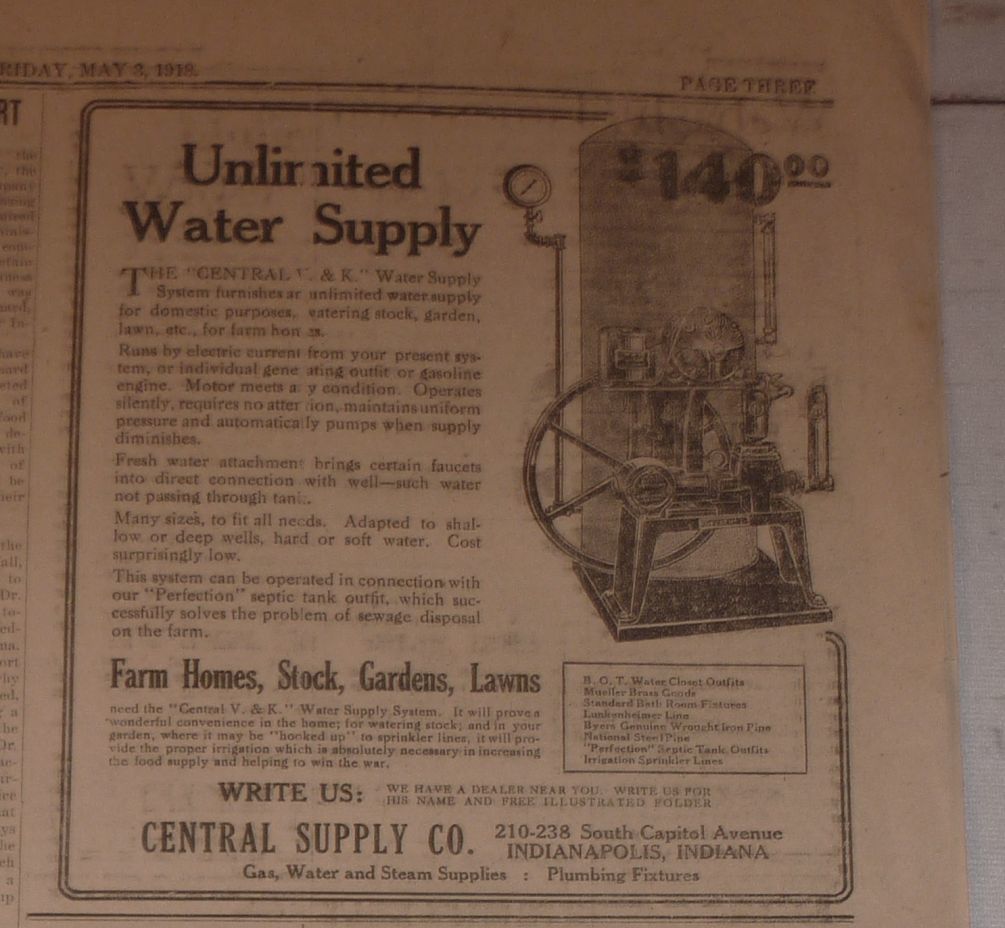 FRIDAY, MAY 3, 1918.
PAGE THREE
RT
Unlimited
Water Supply
$140.00
THE "CENTRAL V. & K." Water Supply
System furnishes an unlimited water supply
for domestic purposes, watering stock, garden,
lawn, etc., for farm homes.
Runs by electric current from your present sys-
tem, or individual generating outfit or gasoline
engine. Motor meets any condition. Operates
silently, requires no attention, maintains uniform
pressure and automatically pumps when supply
diminishes.
Fresh water attachment brings certain faucets
into direct connection with well—such water
not passing through tank.
Many sizes, to fit all needs. Adapted to shal-
low or deep wells, hard or soft water. Cost
surprisingly low.
This system can be operated in connection with
our "Perfection" septic tank outfit, which suc-
cessfully solves the problem of sewage disposal
on the farm.
Farm Homes, Stock, Gardens, Lawns
need the "Central V. & K." Water Supply System. It will prove a
wonderful convenience in the home; for watering stock; and in your
garden, where it may be "hooked up" to sprinkler lines, it will pro-
vide the proper irrigation which is absolutely necessary in increasing
the food supply and helping to win the war.
B. O. T. Water Closet Outfits
Mueller Brass Goods
Standard Bath Room Fixtures
Lunkenheimer Line
Byers Genuine Wrought Iron Pipe
National Steel Pipe
"Perfection" Septic Tank Outfits
Irrigation Sprinkler Lines
WRITE US: WE HAVE A DEALER NEAR YOU. WRITE US FOR
HIS NAME AND FREE ILLUSTRATED FOLDER
CENTRAL SUPPLY CO. 210-238 South Capitol Avenue
INDIANAPOLIS, INDIANA
Gas, Water and Steam Supplies : Plumbing Fixtures